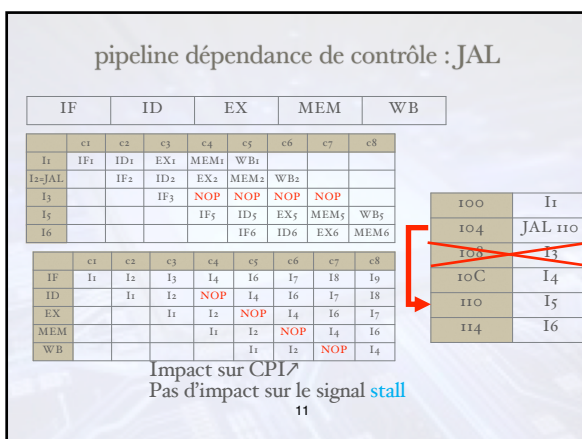 pipeline dépendance de contrôle : JAL
IF ID EX MEM WB
c1 c2 c3 c4 c5 c6 c7 c8
I1 IF1 ID1 EX1 MEM1 WB1
I2=JAL IF2 ID2 EX2 MEM2 WB2
I3 IF3 NOP NOP NOP NOP
I5 IF5 ID5 EX5 MEM5 WB5
I6 IF6 ID6 EX6 MEM6
c1 c2 c3 c4 c5 c6 c7 c8
IF I1 I2 I3 I4 I6 I7 I8 I9
ID I1 I2 NOP I4 I6 I7 I8
EX I1 I2 NOP I4 I6 I7
MEM I1 I2 NOP I4 I6
WB I1 I2 NOP I4
100 I1
104 JAL 110
108 I3
10C I4
110 I5
114 I6
Impact sur CPI↗
Pas d'impact sur le signal stall
11